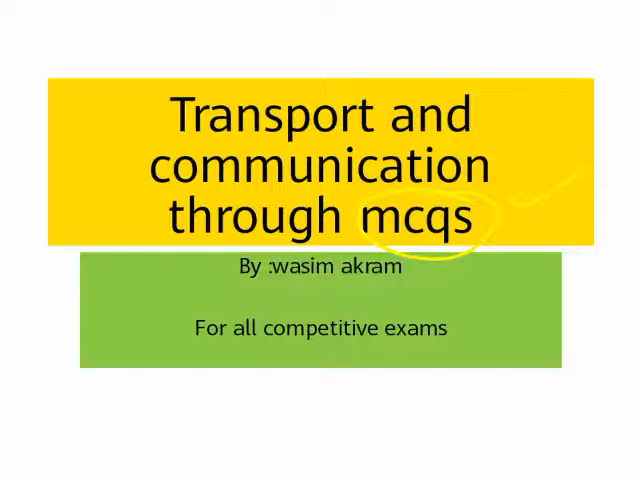 Transport and
communication
through mcqs
By :wasim akram
For all competitive exams